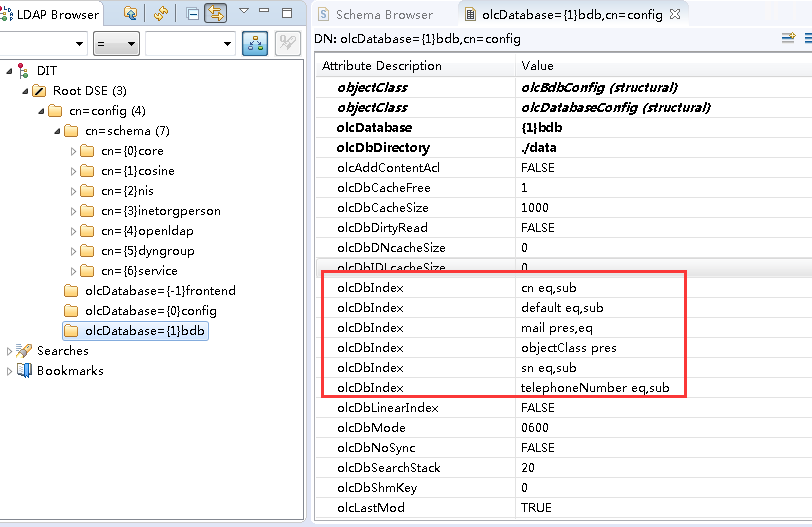 LDAP Browser
=
DIT
Root DSE (3)
cn=config (4)
cn=schema (7)
cn={0}core
cn={1}cosine
cn={2}nis
cn={3}inetorgperson
cn={4}openldap
cn={5}dyngroup
cn={6}service
olcDatabase={-1}frontend
olcDatabase={0}config
olcDatabase={1}bdb
Searches
Bookmarks
Schema Browser
olcDatabase={1}bdb,cn=config
DN: olcDatabase={1}bdb,cn=config
Attribute Description Value
objectClass olcBdbConfig (structural)
objectClass olcDatabaseConfig (structural)
olcDatabase {1}bdb
olcDbDirectory ./data
olcAddContentAcl FALSE
olcDbCacheFree 1
olcDbCacheSize 1000
olcDbDirtyRead FALSE
olcDbDNcacheSize 0
olcDbIDLcacheSize 0
olcDbIndex cn eq,sub
olcDbIndex default eq,sub
olcDbIndex mail pres,eq
olcDbIndex objectClass pres
olcDbIndex sn eq,sub
olcDbIndex telephoneNumber eq,sub
olcDbLinearIndex FALSE
olcDbMode 0600
olcDbNoSync FALSE
olcDbSearchStack 20
olcDbShmKey 0
olcLastMod TRUE